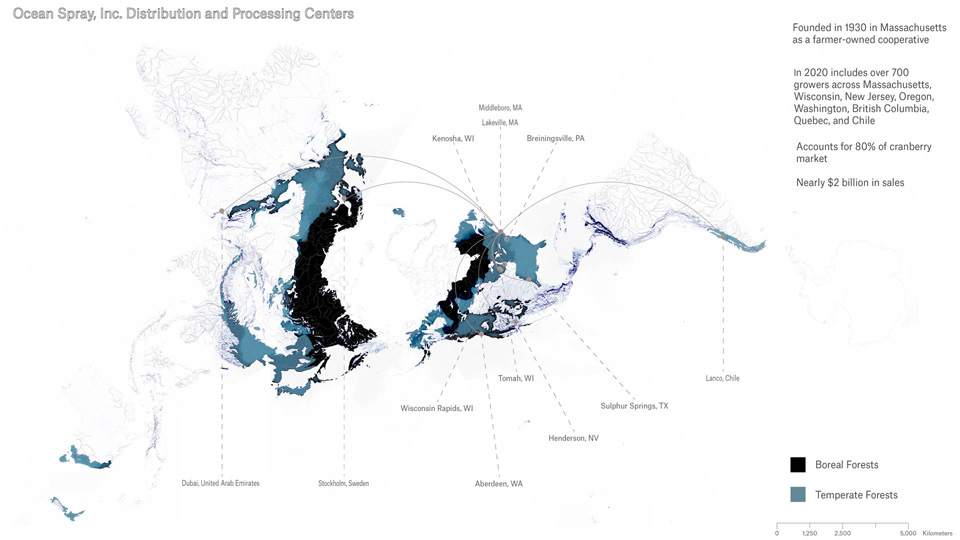 Ocean Spray, Inc. Distribution and Processing Centers
Founded in 1930 in Massachusetts
as a farmer-owned cooperative
In 2020 includes over 700
growers across Massachusetts,
Wisconsin, New Jersey, Oregon,
Washington, British Columbia,
Quebec, and Chile
Accounts for 80% of cranberry
market
Nearly $2 billion in sales
Middleboro, MA
Lakeville, MA
Kenosha, WI
Breiningsville, PA
Tomah, WI
Lanco, Chile
Wisconsin Rapids, WI
Sulphur Springs, TX
Henderson, NV
Dubai, United Arab Emirates
Stockholm, Sweden
Aberdeen, WA
Boreal Forests
Temperate Forests
0 1,250 2,500 5,000 Kilometers